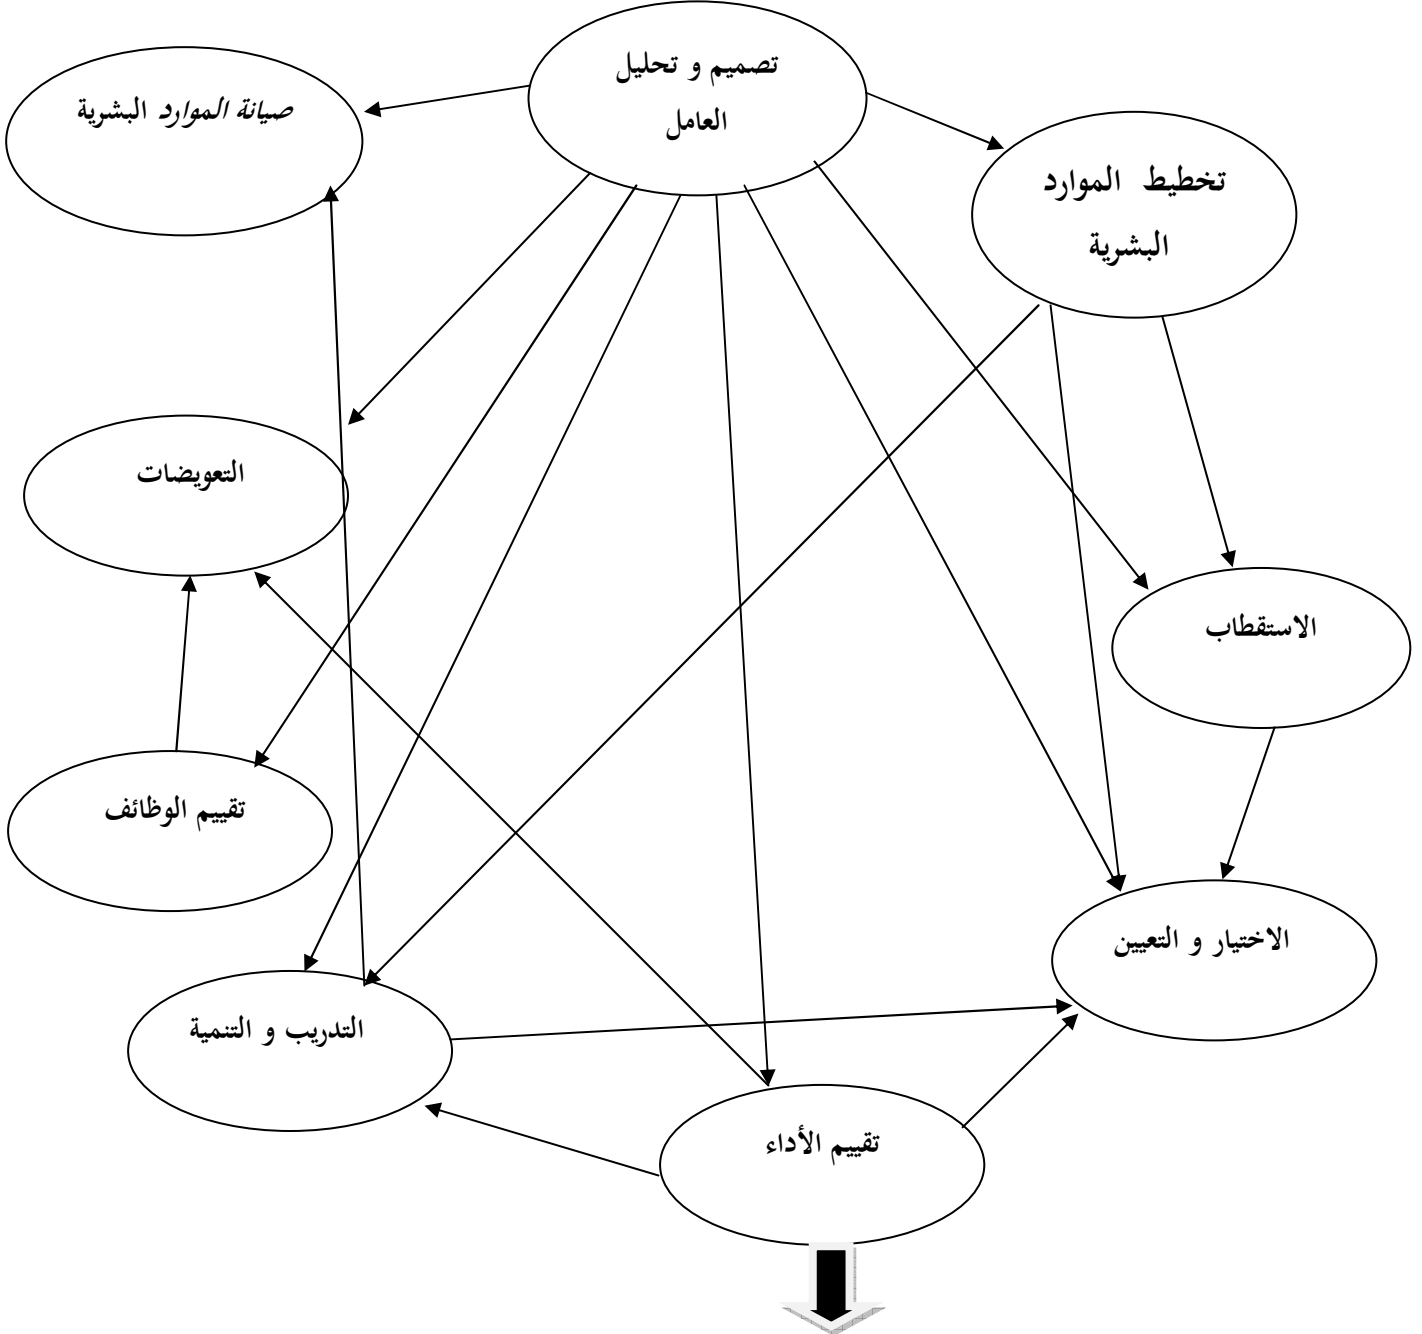 تصميم و تحليل
العامل
صيانة الموارد البشرية
تخطيط الموارد
البشرية
التعويضات
الاستقطاب
تقييم الوظائف
الاختيار و التعيين
التدريب و التنمية
تقييم الأداء